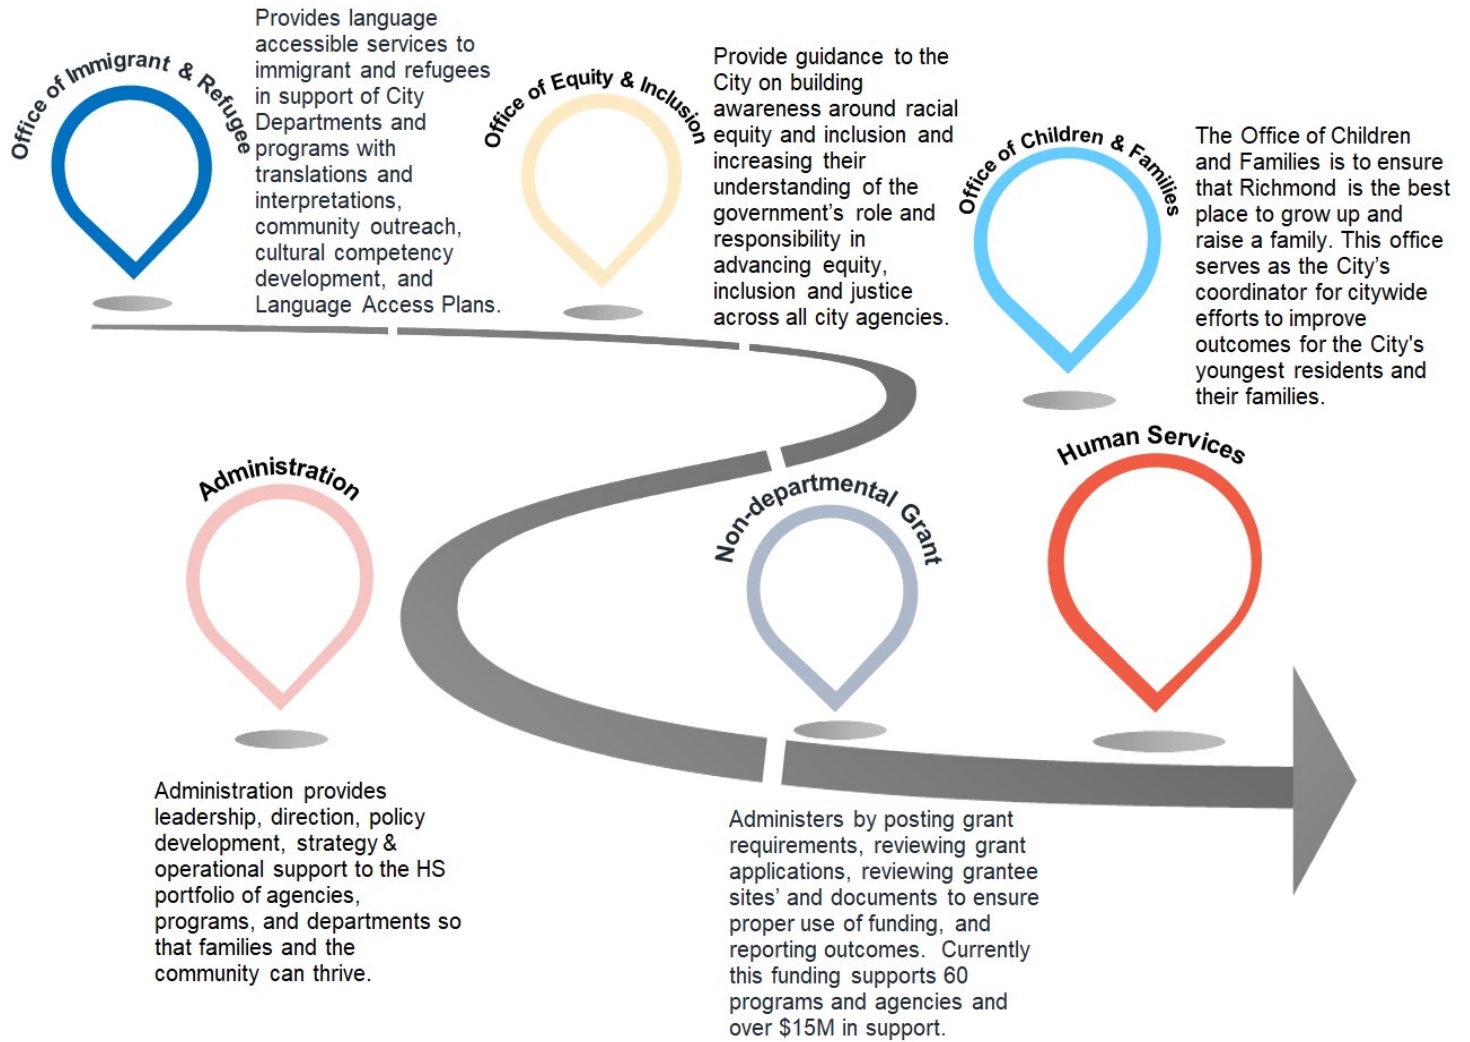 Office of Immigrant & Refugee
Provides language
accessible services to
immigrant and refugees
in support of City
Departments and
programs with
translations and
interpretations,
community outreach,
cultural competency
development, and
Language Access Plans.
Office of Equity & Inclusion
Provide guidance to the
City on building
awareness around racial
equity and inclusion and
increasing their
understanding of the
government’s role and
responsibility in
advancing equity,
inclusion and justice
across all city agencies.
Office of Children & Families
The Office of Children
and Families is to ensure
that Richmond is the best
place to grow up and
raise a family. This office
serves as the City’s
coordinator for citywide
efforts to improve
outcomes for the City's
youngest residents and
their families.
Administration
Administration provides
leadership, direction, policy
development, strategy &
operational support to the HS
portfolio of agencies,
programs, and departments so
that families and the
community can thrive.
Non-departmental Grant
Administers by posting grant
requirements, reviewing grant
applications, reviewing grantee
sites’ and documents to ensure
proper use of funding, and
reporting outcomes. Currently
this funding supports 60
programs and agencies and
over $15M in support.
Human Services